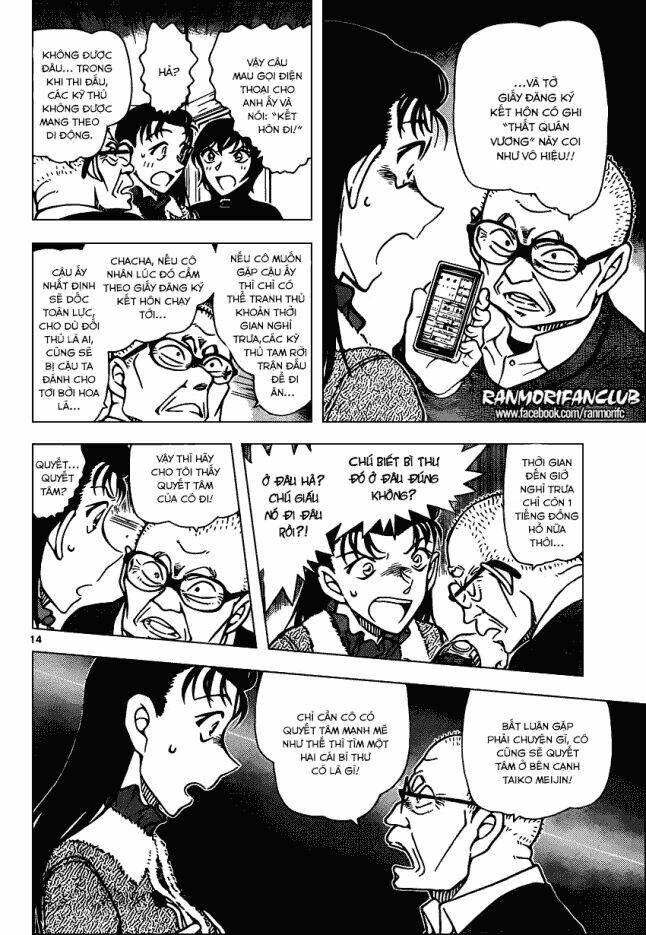 ...VÀ TỜ
GIẤY ĐĂNG KÝ
KẾT HÔN CÓ GHI
"THẤT QUÂN
VƯƠNG" NÀY COI
NHƯ VÔ HIỆU!!
VẬY CẬU
MAU GỌI ĐIỆN
THOẠI CHO
ANH ẤY VÀ
NÓI: "KẾT
HÔN ĐI!"
HẢ?
KHÔNG ĐƯỢC
ĐÂU... TRONG
KHI THI ĐẤU,
CÁC KỲ THỦ
KHÔNG ĐƯỢC
MANG THEO
DI ĐỘNG.
NẾU CÔ MUỐN
GẶP CẬU ẤY
THÌ CHỈ CÓ
THỂ TRANH THỦ
KHOẢN THỜI
GIAN NGHỈ
TRƯA,CÁC KỲ
THỦ TẠM RỜI
TRẬN ĐẤU
ĐỂ ĐI
ĂN...
CHACHA, NẾU CÔ
NHÂN LÚC ĐÓ CẦM
THEO GIẤY ĐĂNG KÝ
KẾT HÔN CHẠY
TỚI...
CẬU ẤY
NHẤT ĐỊNH
SẼ DỐC
TOÀN LỰC,
CHO DÙ ĐỐI
THỦ LÀ AI,
CŨNG SẼ
BỊ CẬU TA
ĐÁNH CHO
TƠI BỜI HOA
LÁ...
RANMORIFANCLUB
www.facebook.com/ranmorifc
THỜI GIAN
ĐẾN GIỜ
NGHỈ TRƯA
CHỈ CÒN 1
TIẾNG ĐỒNG
HỒ NỮA
THÔI...
CHÚ BIẾT BÍ THƯ
ĐÓ Ở ĐÂU ĐÚNG
KHÔNG?
Ở ĐÂU HẢ?
CHÚ GIẤU
NÓ ĐI ĐÂU
RỒI?!
VẬY THÌ HÃY
CHO TÔI THẤY
QUYẾT TÂM
CỦA CÔ ĐI!
QUYẾT...
QUYẾT
TÂM?
14
BẤT LUẬN GẶP
PHẢI CHUYỆN GÌ, CÔ
CŨNG SẼ QUYẾT
TÂM Ở BÊN CẠNH
TAIKO MEIJIN!
CHỈ CẦN CÔ CÓ
QUYẾT TÂM MẠNH MẼ
NHƯ THẾ THÌ TÌM MỘT
HAI CÁI BÍ THƯ
CÓ LÀ GÌ!